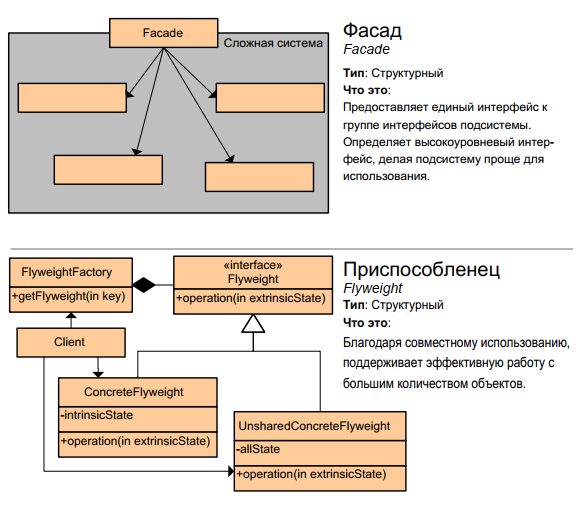 Facade
Сложная система
Фасад
Facade
Тип: Структурный
Что это:
Предоставляет единый интерфейс к
группе интерфейсов подсистемы.
Определяет высокоуровневый интер-
фейс, делая подсистему проще для
использования.
FlyweightFactory
+getFlyweight(in key)
Client
«interface»
Flyweight
+operation(in extrinsicState)
ConcreteFlyweight
-intrinsicState
+operation(in extrinsicState)
UnsharedConcreteFlyweight
-allState
+operation(in extrinsicState)
Приспособленец
Flyweight
Тип: Структурный
Что это:
Благодаря совместному использованию,
поддерживает эффективную работу с
большим количеством объектов.